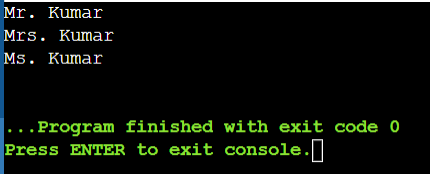 Mr. Kumar
Mrs. Kumar
Ms. Kumar
...Program finished with exit code 0
Press ENTER to exit console.